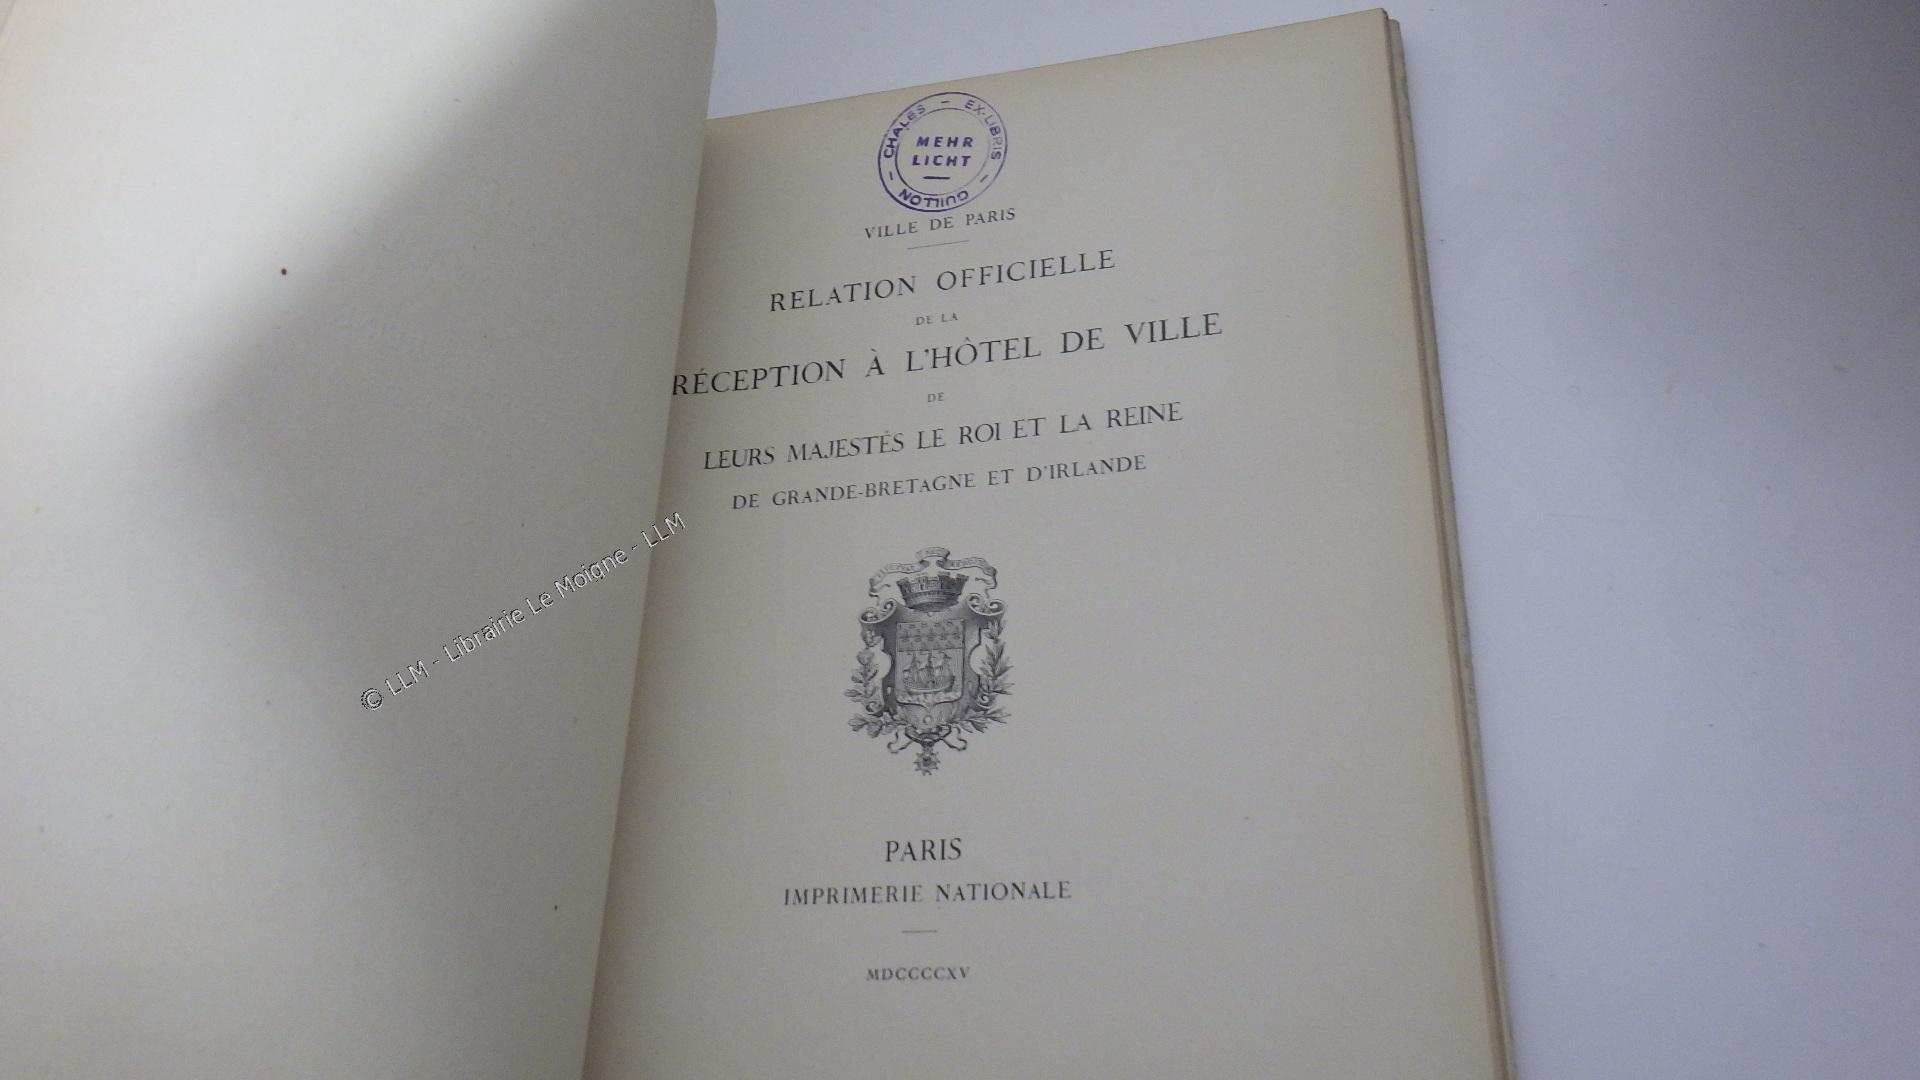 CHALES – EX-LIBRIS – GUILLON –
MEHR
LICHT
VILLE DE PARIS
RELATION OFFICIELLE
DE LA
RÉCEPTION À L'HÔTEL DE VILLE
DE
LEURS MAJESTÉS LE ROI ET LA REINE
DE GRANDE-BRETAGNE ET D'IRLANDE
PARIS
IMPRIMERIE NATIONALE
MDCCCCXV
© LLM - Librairie Le Moigne - LLM